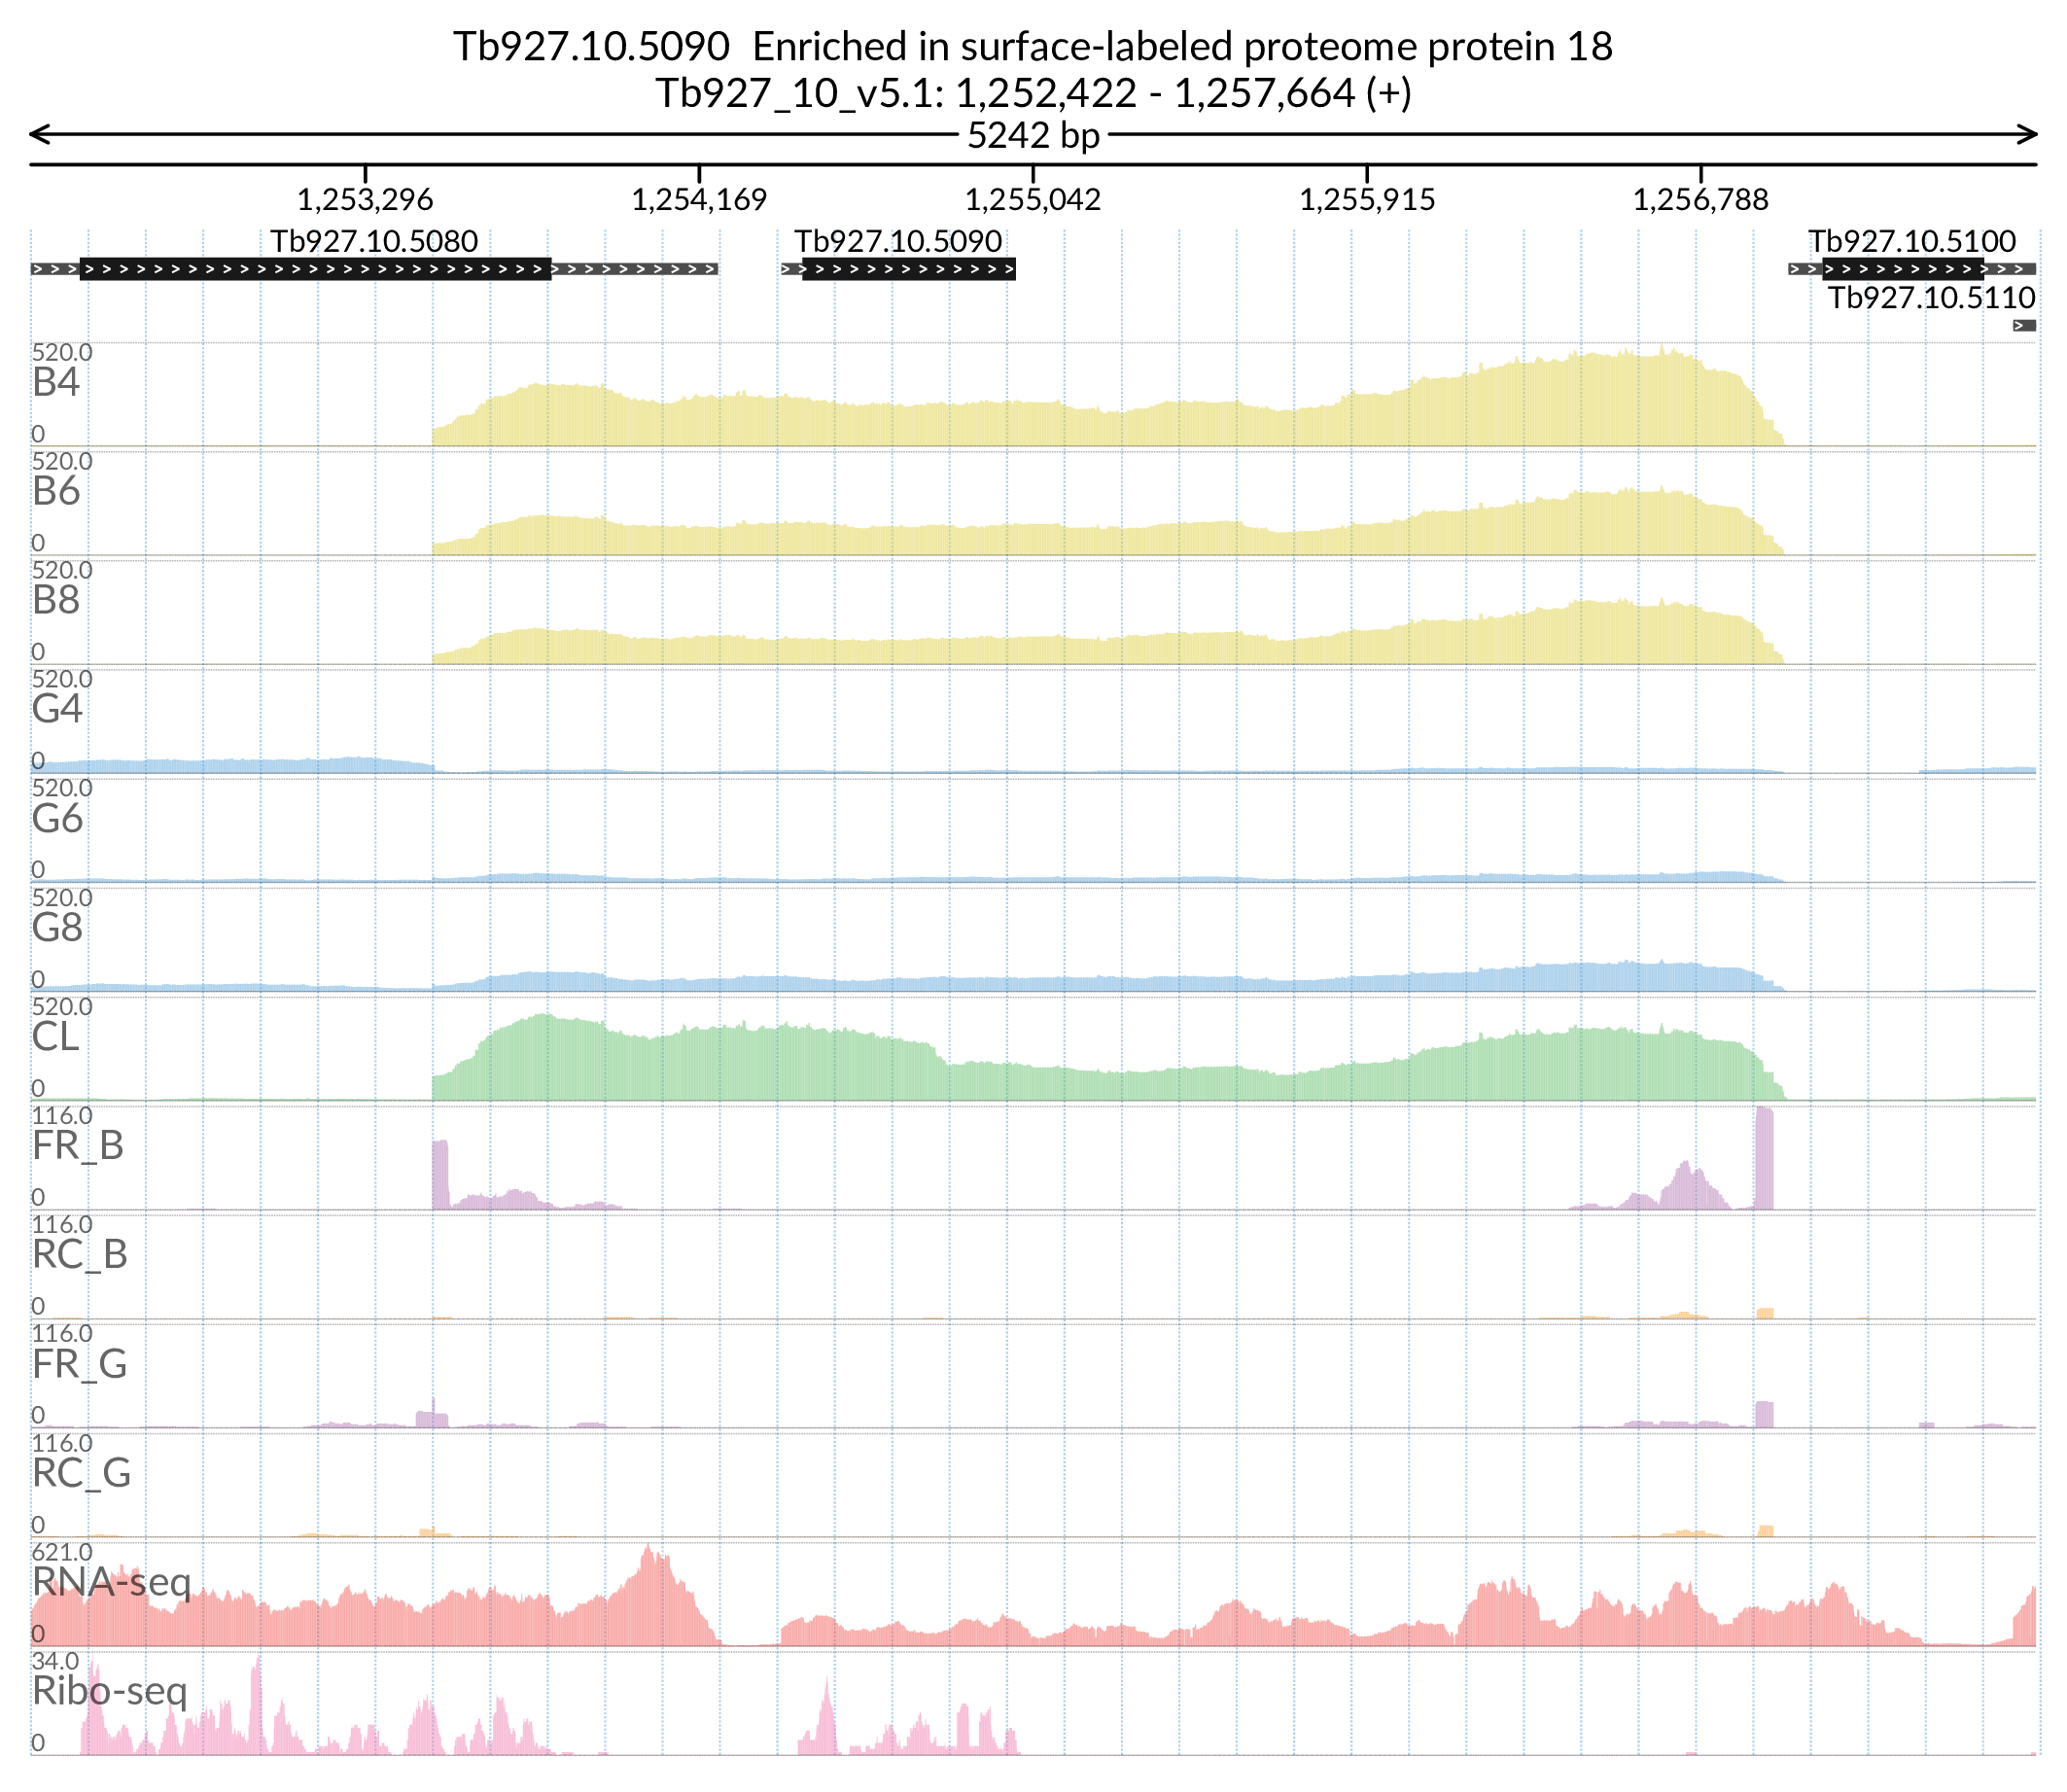 Tb927.10.5090  Enriched in surface-labeled proteome protein 18
Tb927_10_v5.1: 1,252,422 - 1,257,664 (+)
5242 bp
1,253,296 1,254,169 1,255,042 1,255,915 1,256,788
Tb927.10.5080 Tb927.10.5090 Tb927.10.5100
Tb927.10.5110
520.0
B4
0
520.0
B6
0
520.0
B8
0
520.0
G4
0
520.0
G6
0
520.0
G8
0
520.0
CL
0
116.0
FR_B
0
116.0
RC_B
0
116.0
FR_G
0
116.0
RC_G
0
621.0
RNA-seq
0
34.0
Ribo-seq
0